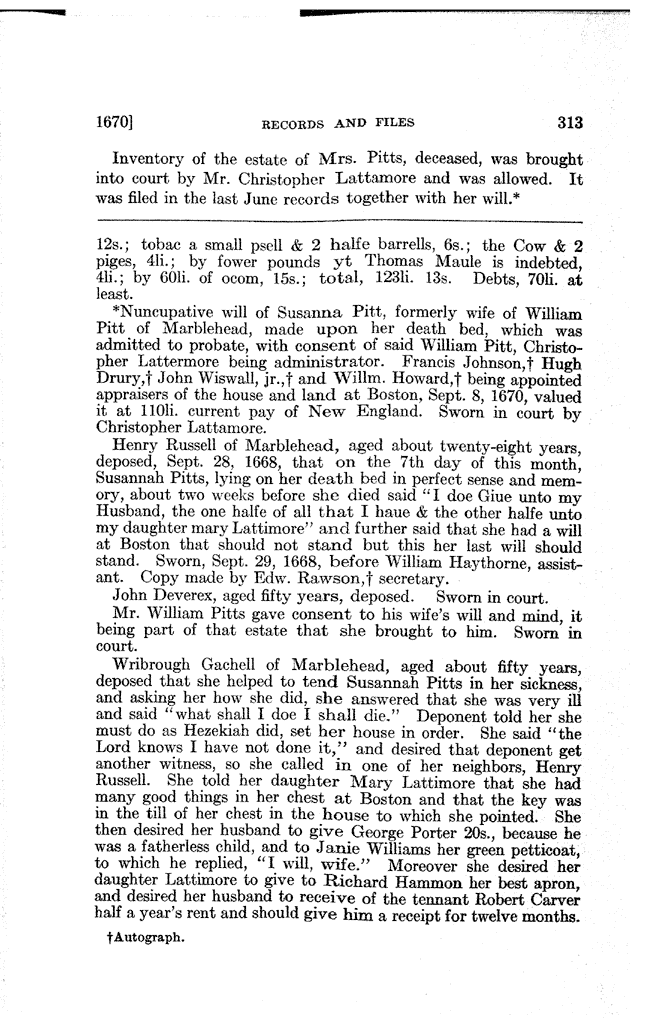 1670] RECORDS AND FILES 313
Inventory of the estate of Mrs. Pitts, deceased, was brought
into court by Mr. Christopher Lattamore and was allowed. It
was filed in the last June records together with her will.*
12s.; tobac a small psell & 2 halfe barrells, 6s.; the Cow & 2
piges, 4li.; by fower pounds yt Thomas Maule is indebted,
4li.; by 60li. of ocom, 15s.; total, 123li. 13s. Debts, 70li. at
least.
*Nuncupative will of Susanna Pitt, formerly wife of William
Pitt of Marblehead, made upon her death bed, which was
admitted to probate, with consent of said William Pitt, Christo-
pher Lattermore being administrator. Francis Johnson,† Hugh
Drury,† John Wiswall, jr.,† and Willm. Howard,† being appointed
appraisers of the house and land at Boston, Sept. 8, 1670, valued
it at 110li. current pay of New England. Sworn in court by
Christopher Lattamore.
Henry Russell of Marblehead, aged about twenty-eight years,
deposed, Sept. 28, 1668, that on the 7th day of this month,
Susannah Pitts, lying on her death bed in perfect sense and mem-
ory, about two weeks before she died said "I doe Giue unto my
Husband, the one halfe of all that I haue & the other halfe unto
my daughter mary Lattimore" and further said that she had a will
at Boston that should not stand but this her last will should
stand. Sworn, Sept. 29, 1668, before William Haythorne, assist-
ant. Copy made by Edw. Rawson,† secretary.
John Deverex, aged fifty years, deposed. Sworn in court.
Mr. William Pitts gave consent to his wife's will and mind, it
being part of that estate that she brought to him. Sworn in
court.
Wribrough Gachell of Marblehead, aged about fifty years,
deposed that she helped to tend Susannah Pitts in her sickness,
and asking her how she did, she answered that she was very ill
and said "what shall I doe I shall die." Deponent told her she
must do as Hezekiah did, set her house in order. She said "the
Lord knows I have not done it," and desired that deponent get
another witness, so she called in one of her neighbors, Henry
Russell. She told her daughter Mary Lattimore that she had
many good things in her chest at Boston and that the key was
in the till of her chest in the house to which she pointed. She
then desired her husband to give George Porter 20s., because he
was a fatherless child, and to Janie Williams her green petticoat,
to which he replied, "I will, wife." Moreover she desired her
daughter Lattimore to give to Richard Hammon her best apron,
and desired her husband to receive of the tennant Robert Carver
half a year's rent and should give him a receipt for twelve months.
†Autograph.